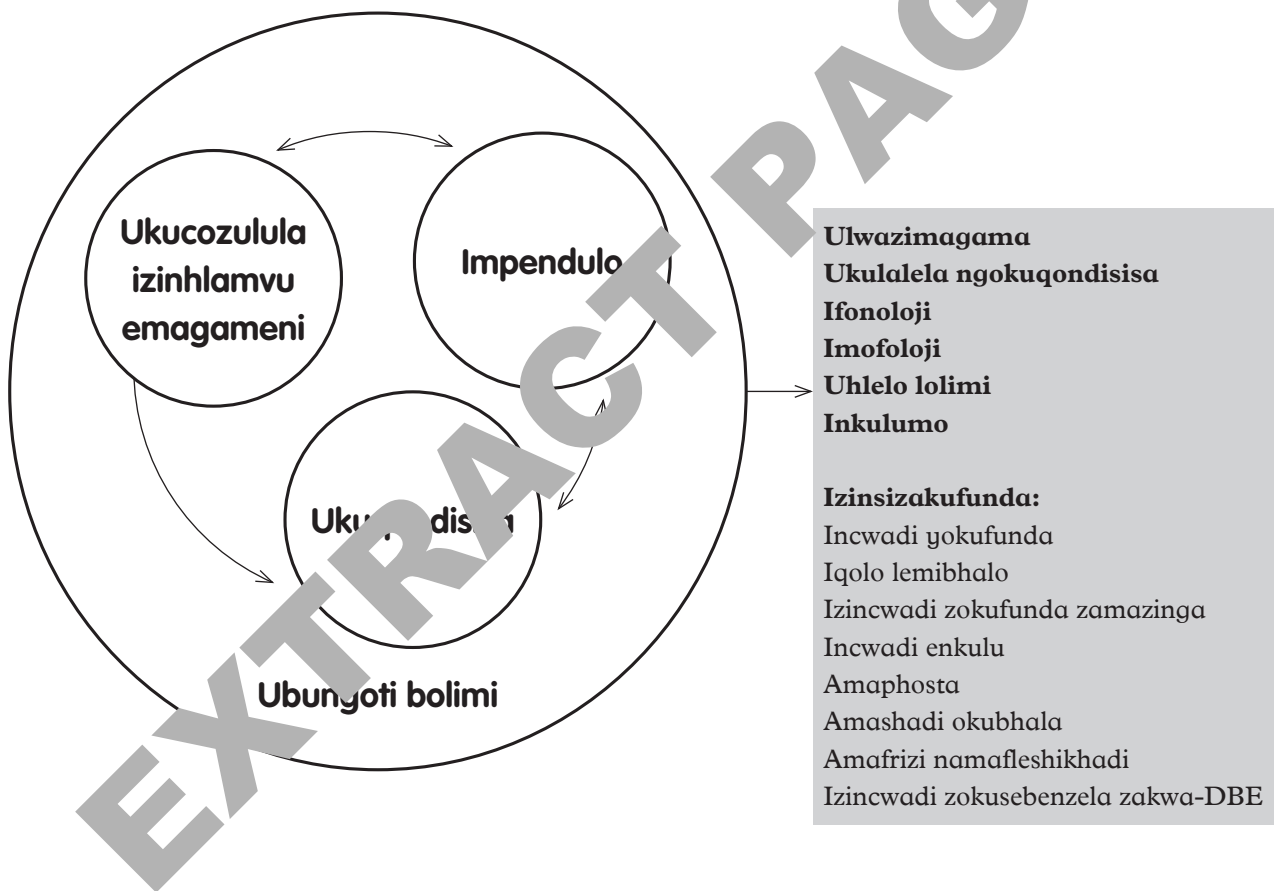 Ukucozulula
izinhlamvu
emagameni
Impendulo
Ubungoti bolimi
Ulwazimagama
Ukulalela ngokuqondisisa
Ifonoloji
Imofoloji
Uhlelo lolimi
Inkulumo
Izinsizakufunda:
Incwadi yokufunda
Iqolo lemibhalo
Izincwadi zokufunda zamazinga
Incwadi enkulu
Amaphosta
Amashadi okubhala
Amafrizi namafleshikhadi
Izincwadi zokusebenzela zakwa-DBE
EXTRACT PAG